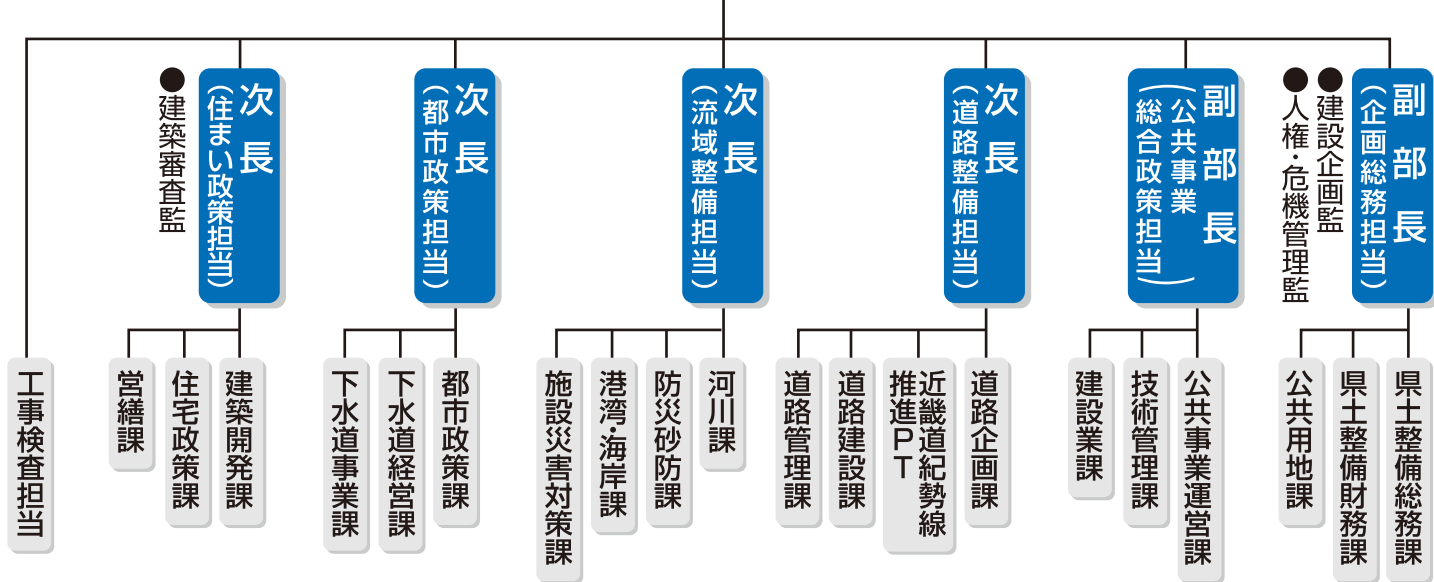 副部長
（企画総務担当）
●建設企画監
●人権・危機管理監
副部長
（公共事業
総合政策担当）
次長
（道路整備担当）
次長
（流域整備担当）
次長
（都市政策担当）
次長
（住まい政策担当）
●建築審査監
県土整備総務課
県土整備財務課
公共用地課
公共事業運営課
技術管理課
建設業課
道路企画課
近畿道紀勢線
推進PT
道路建設課
道路管理課
河川課
防災砂防課
港湾・海岸課
施設災害対策課
都市政策課
下水道経営課
下水道事業課
建築開発課
住宅政策課
営繕課
工事検査担当